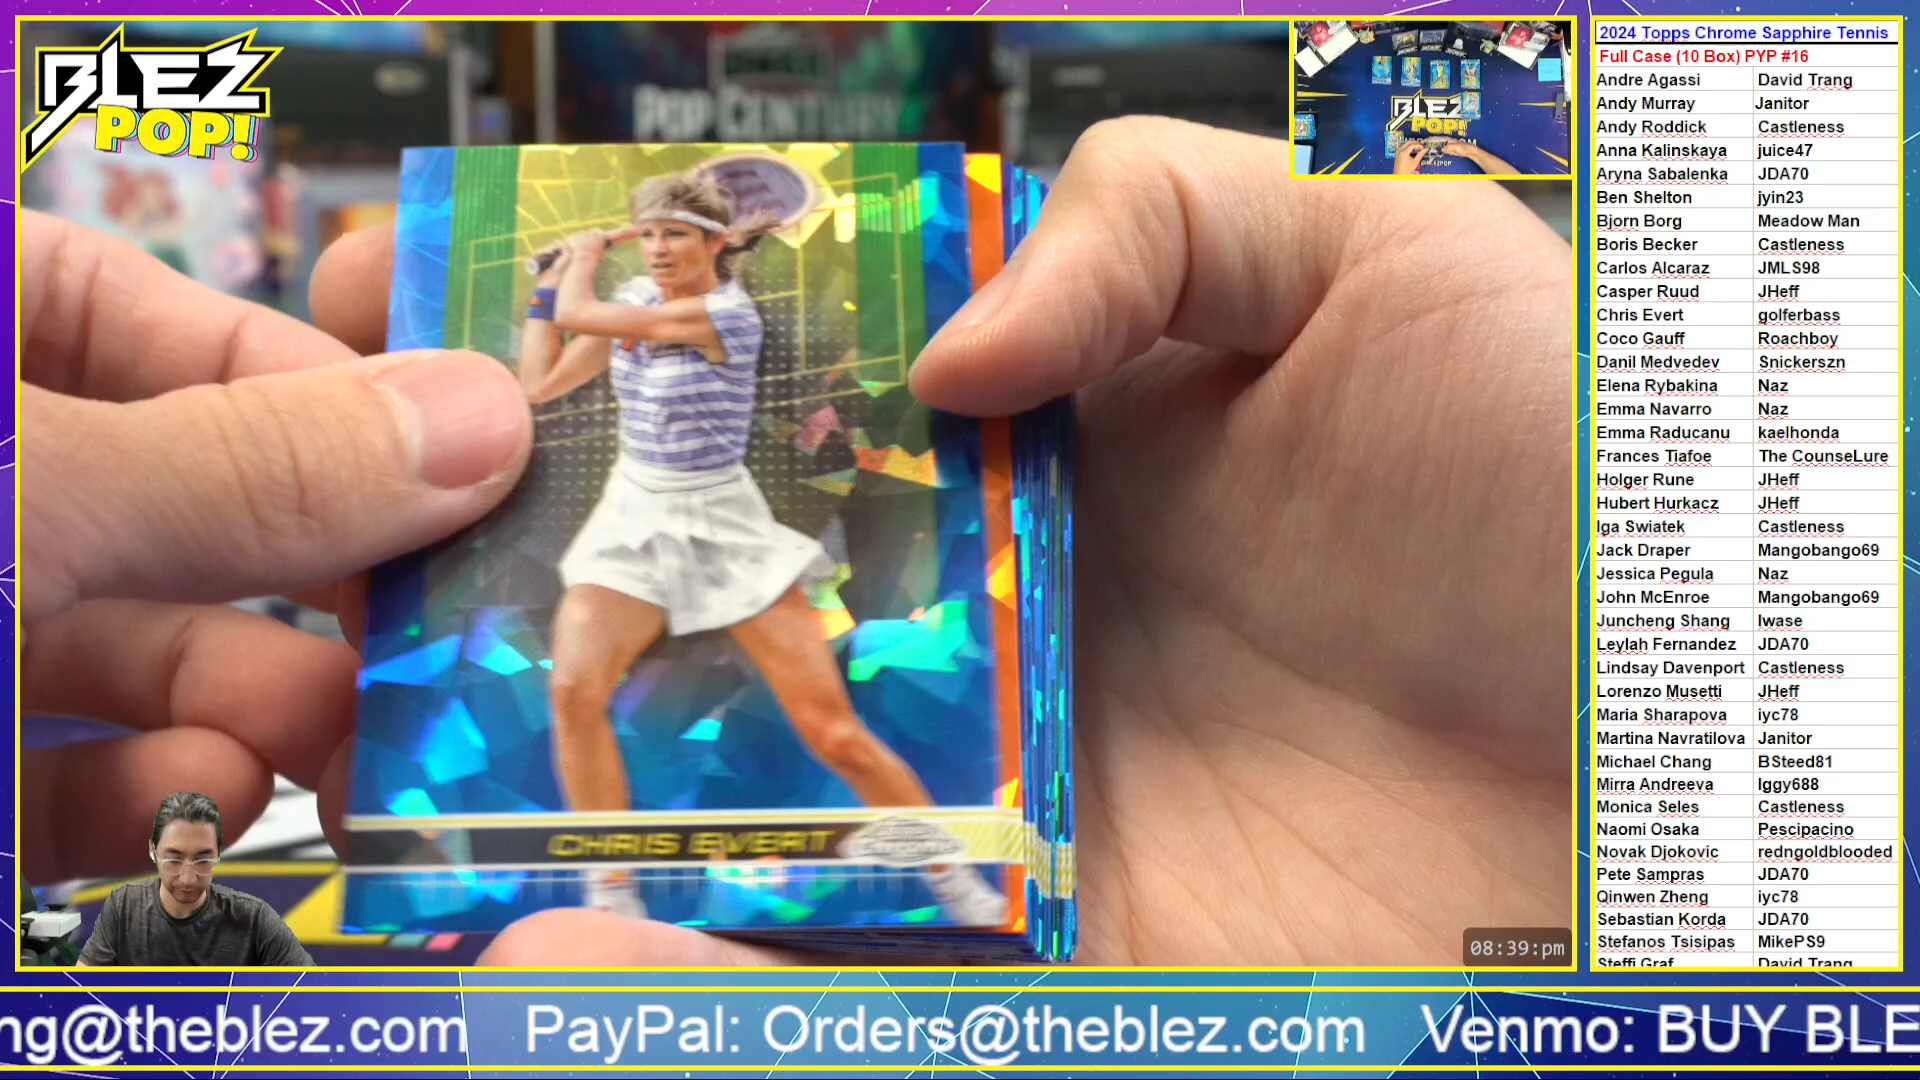 BLEZ
POP!
POP CENTURY
BLEZ
POP!
CHRIS EVERT
08:39:pm
2024 Topps Chrome Sapphire Tennis
Full Case (10 Box) PYP #16
Andre Agassi David Trang
Andy Murray Janitor
Andy Roddick Castleness
Anna Kalinskaya juice47
Aryna Sabalenka JDA70
Ben Shelton jyin23
Bjorn Borg Meadow Man
Boris Becker Castleness
Carlos Alcaraz JMLS98
Casper Ruud JHeff
Chris Evert golferbass
Coco Gauff Roachboy
Danil Medvedev Snickerszn
Elena Rybakina Naz
Emma Navarro Naz
Emma Raducanu kaelhonda
Frances Tiafoe The CounseLure
Holger Rune JHeff
Hubert Hurkacz JHeff
Iga Swiatek Castleness
Jack Draper Mangobango69
Jessica Pegula Naz
John McEnroe Mangobango69
Juncheng Shang Iwase
Leylah Fernandez JDA70
Lindsay Davenport Castleness
Lorenzo Musetti JHeff
Maria Sharapova iyc78
Martina Navratilova Janitor
Michael Chang BSteed81
Mirra Andreeva Iggy688
Monica Seles Castleness
Naomi Osaka Pescipacino
Novak Djokovic redngoldblooded
Pete Sampras JDA70
Qinwen Zheng iyc78
Sebastian Korda JDA70
Stefanos Tsisipas MikePS9
Steffi Graf David Trang
ng@theblez.com PayPal: Orders@theblez.com Venmo: BUY BLE